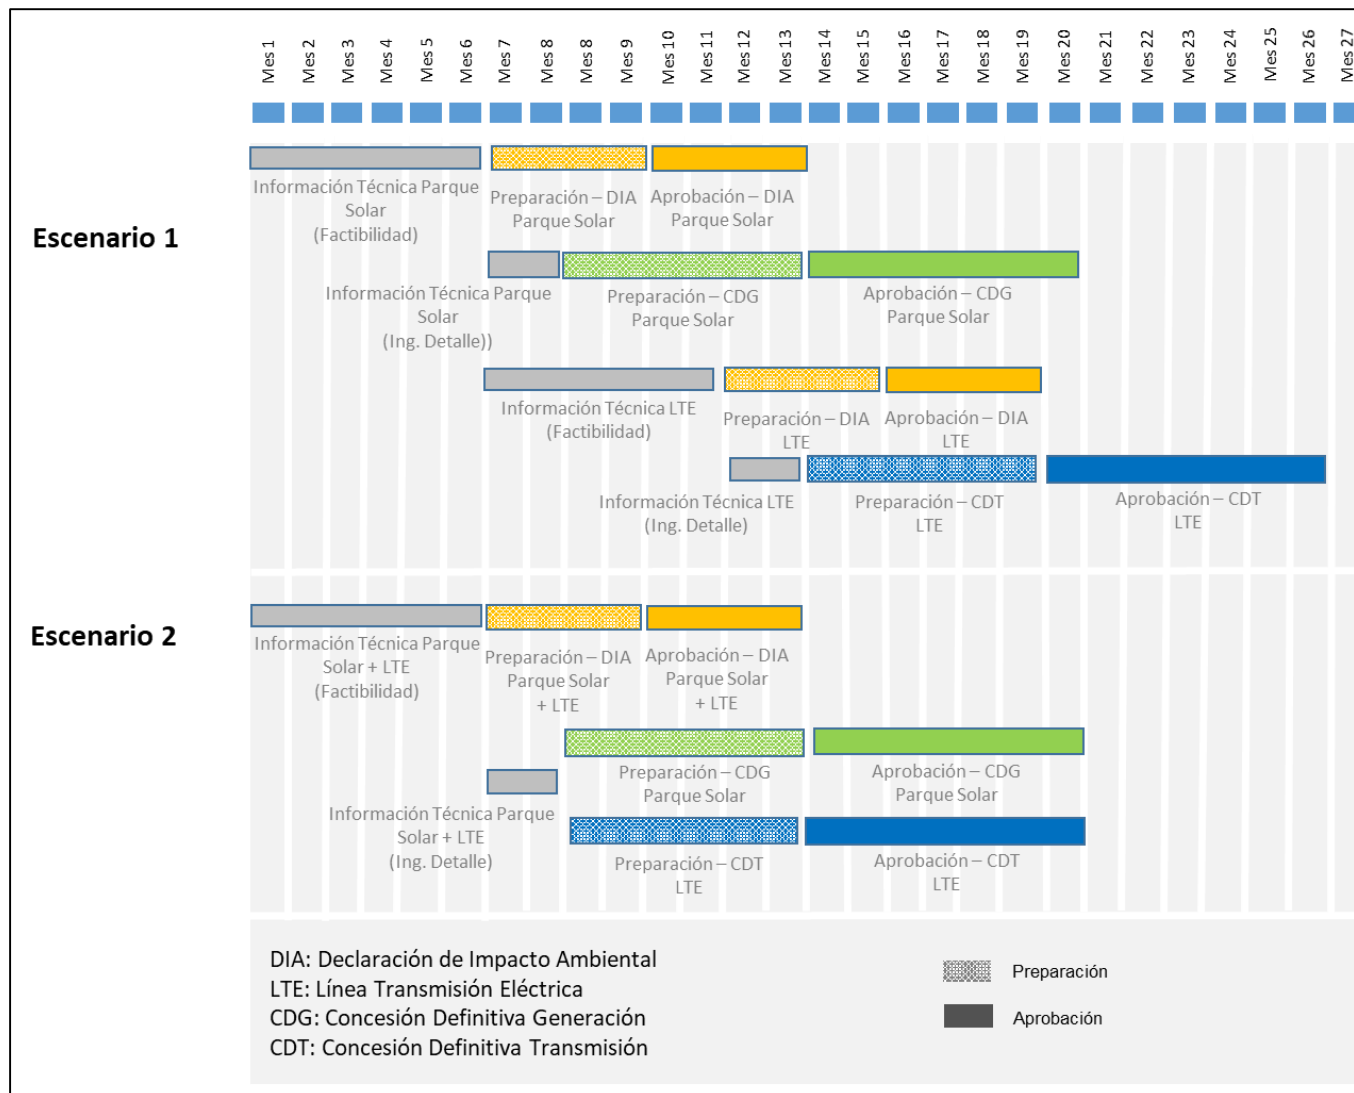 Mes 1
Mes 2
Mes 3
Mes 4
Mes 5
Mes 6
Mes 7
Mes 8
Mes 8
Mes 9
Mes 10
Mes 11
Mes 12
Mes 13
Mes 14
Mes 15
Mes 16
Mes 17
Mes 18
Mes 19
Mes 20
Mes 21
Mes 22
Mes 23
Mes 24
Mes 25
Mes 26
Mes 27
Escenario 1
Información Técnica Parque
Solar
(Factibilidad)
Preparación – DIA
Parque Solar
Aprobación – DIA
Parque Solar
Información Técnica Parque
Solar
(Ing. Detalle))
Preparación – CDG
Parque Solar
Aprobación – CDG
Parque Solar
Información Técnica LTE
(Factibilidad)
Preparación – DIA
LTE
Aprobación – DIA
LTE
Información Técnica LTE
(Ing. Detalle)
Preparación – CDT
LTE
Aprobación – CDT
LTE
Escenario 2
Información Técnica Parque
Solar + LTE
(Factibilidad)
Preparación – DIA
Parque Solar
+ LTE
Aprobación – DIA
Parque Solar
+ LTE
Preparación – CDG
Parque Solar
Aprobación – CDG
Parque Solar
Información Técnica Parque
Solar + LTE
(Ing. Detalle)
Preparación – CDT
LTE
Aprobación – CDT
LTE
DIA: Declaración de Impacto Ambiental
LTE: Línea Transmisión Eléctrica
CDG: Concesión Definitiva Generación
CDT: Concesión Definitiva Transmisión
Preparación
Aprobación